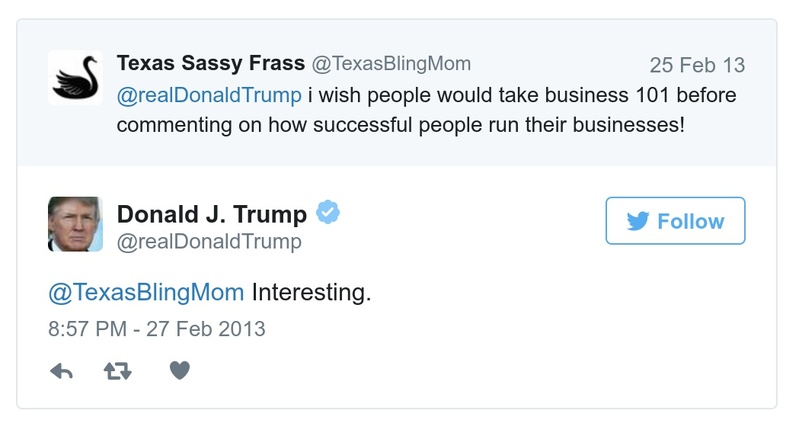 Texas Sassy Frass @TexasBlingMom 25 Feb 13
@realDonaldTrump i wish people would take business 101 before
commenting on how successful people run their businesses!
Donald J. Trump
@realDonaldTrump
Follow
@TexasBlingMom Interesting.
8:57 PM - 27 Feb 2013